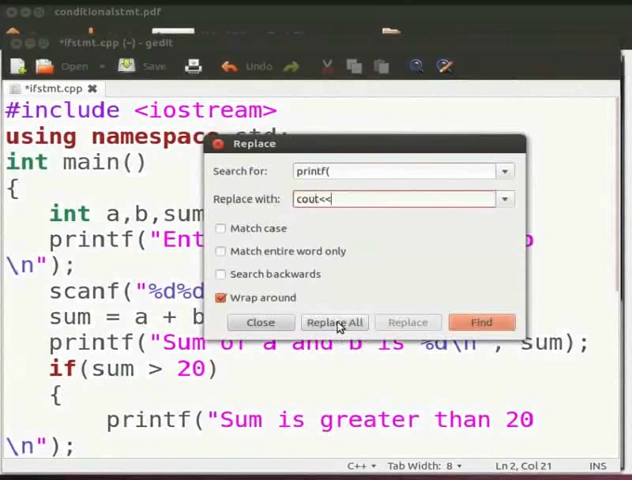 conditionalstmt.pdf
*ifstmt.cpp (~) - gedit
Open Save Undo
*ifstmt.cpp
#include <iostream>
using namespace std;
int main()
{
int a,b,sum
printf("Ent
\n");
scanf("%d%d
sum = a + b
printf("Sum of a and b is %d\n", sum);
if(sum > 20)
{
printf("Sum is greater than 20
\n");
Replace
Search for: printf(
Replace with: cout<<
Match case
Match entire word only
Search backwards
Wrap around
Close Replace All Replace Find
C++ Tab Width: 8 Ln 2, Col 21 INS